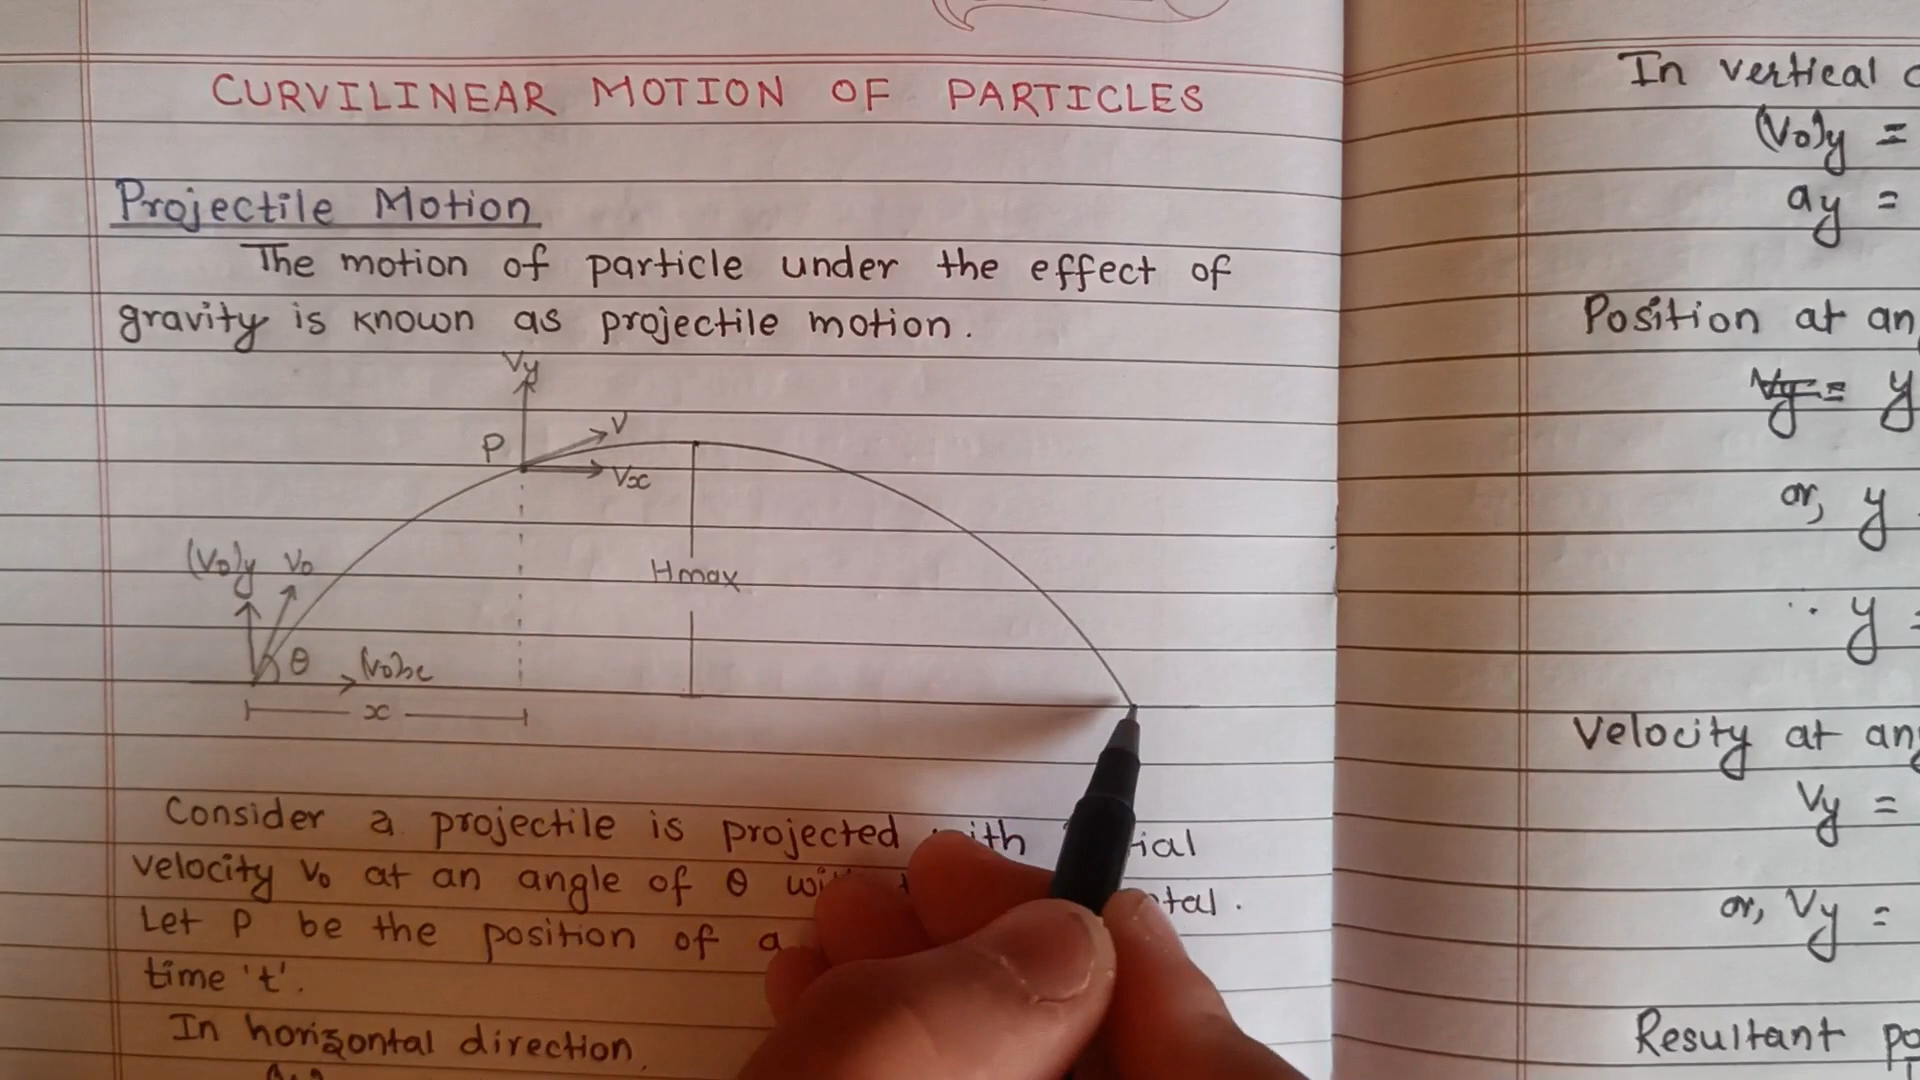 CURVILINEAR MOTION OF PARTICLES
Projectile Motion
The motion of particle under the effect of
gravity is known as projectile motion.
Vy
P
V
Vx
(Vo)y Vo
Hmax
θ
(Vo)x
x
Consider a projectile is projected
velocity Vo at an angle of θ
Let P be the position of a
time 't'.
In horizontal direction,
In vertical
(Vo)y =
ay =
Position at
= y
or, y
y =
Velocity at
Vy =
or, Vy =
Resultant